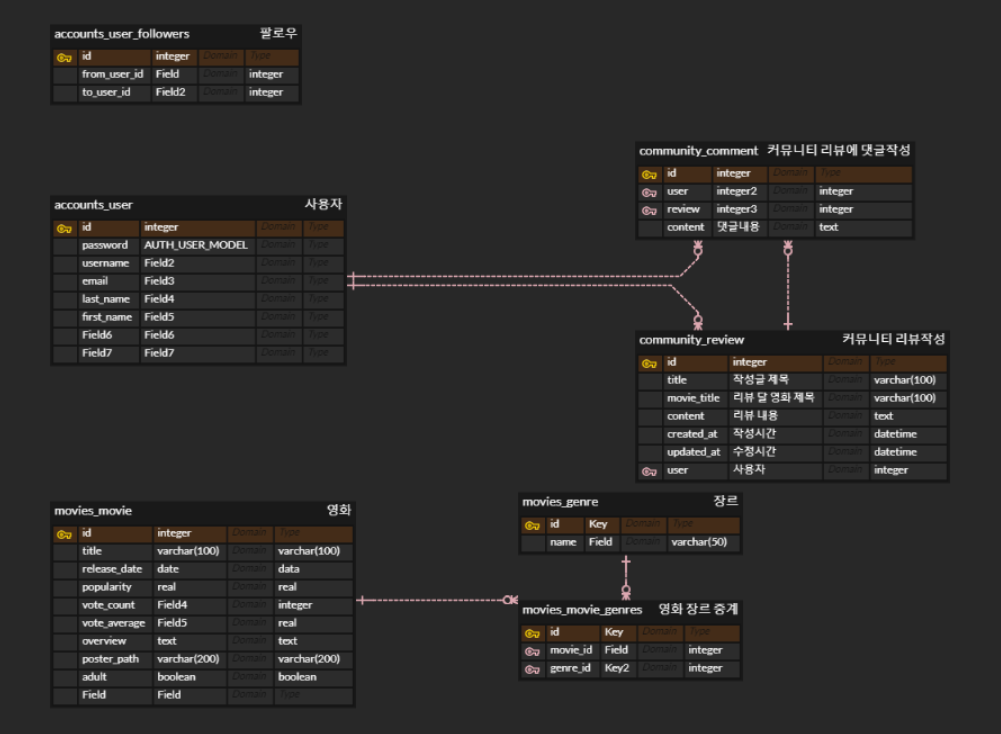 accounts_user_followers 팔로우
id integer Domain Type
from_user_id Field Domain integer
to_user_id Field2 Domain integer
community_comment 커뮤니티 리뷰에 댓글작성
id integer Domain Type
user integer2 Domain integer
review integer3 Domain integer
content 댓글내용 Domain text
accounts_user 사용자
id integer Domain Type
password AUTH_USER_MODEL Domain Type
username Field2 Domain Type
email Field3 Domain Type
last_name Field4 Domain Type
first_name Field5 Domain Type
Field6 Field6 Domain Type
Field7 Field7 Domain Type
community_review 커뮤니티 리뷰작성
id integer Domain Type
title 작성글 제목 Domain varchar(100)
movie_title 리뷰 달 영화 제목 Domain varchar(100)
content 리뷰 내용 Domain text
created_at 작성시간 Domain datetime
updated_at 수정시간 Domain datetime
user 사용자 Domain integer
movies_movie 영화
id integer Domain Type
title varchar(100) Domain varchar(100)
release_date date Domain data
popularity real Domain real
vote_count Field4 Domain integer
vote_average Field5 Domain real
overview text Domain text
poster_path varchar(200) Domain varchar(200)
adult boolean Domain boolean
Field Field Domain Type
movies_genre 장르
id Key Domain Type
name Field Domain varchar(50)
movies_movie_genres 영화 장르 중계
id Key Domain Type
movie_id Field Domain integer
genre_id Key2 Domain integer